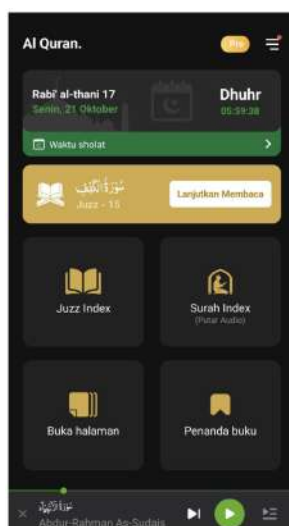 Al Quran.
Pro
Rabi' al-thani 17
Dhuhr
Senin, 21 Oktober
05:59:38
Waktu sholat
سُورَةُ الْكَهْفِ
Juzz - 15
Lanjutkan Membaca
Juzz Index
Surah Index
(Putar Audio)
Buka halaman
Penanda buku
Abdur-Rahman As-Sudais